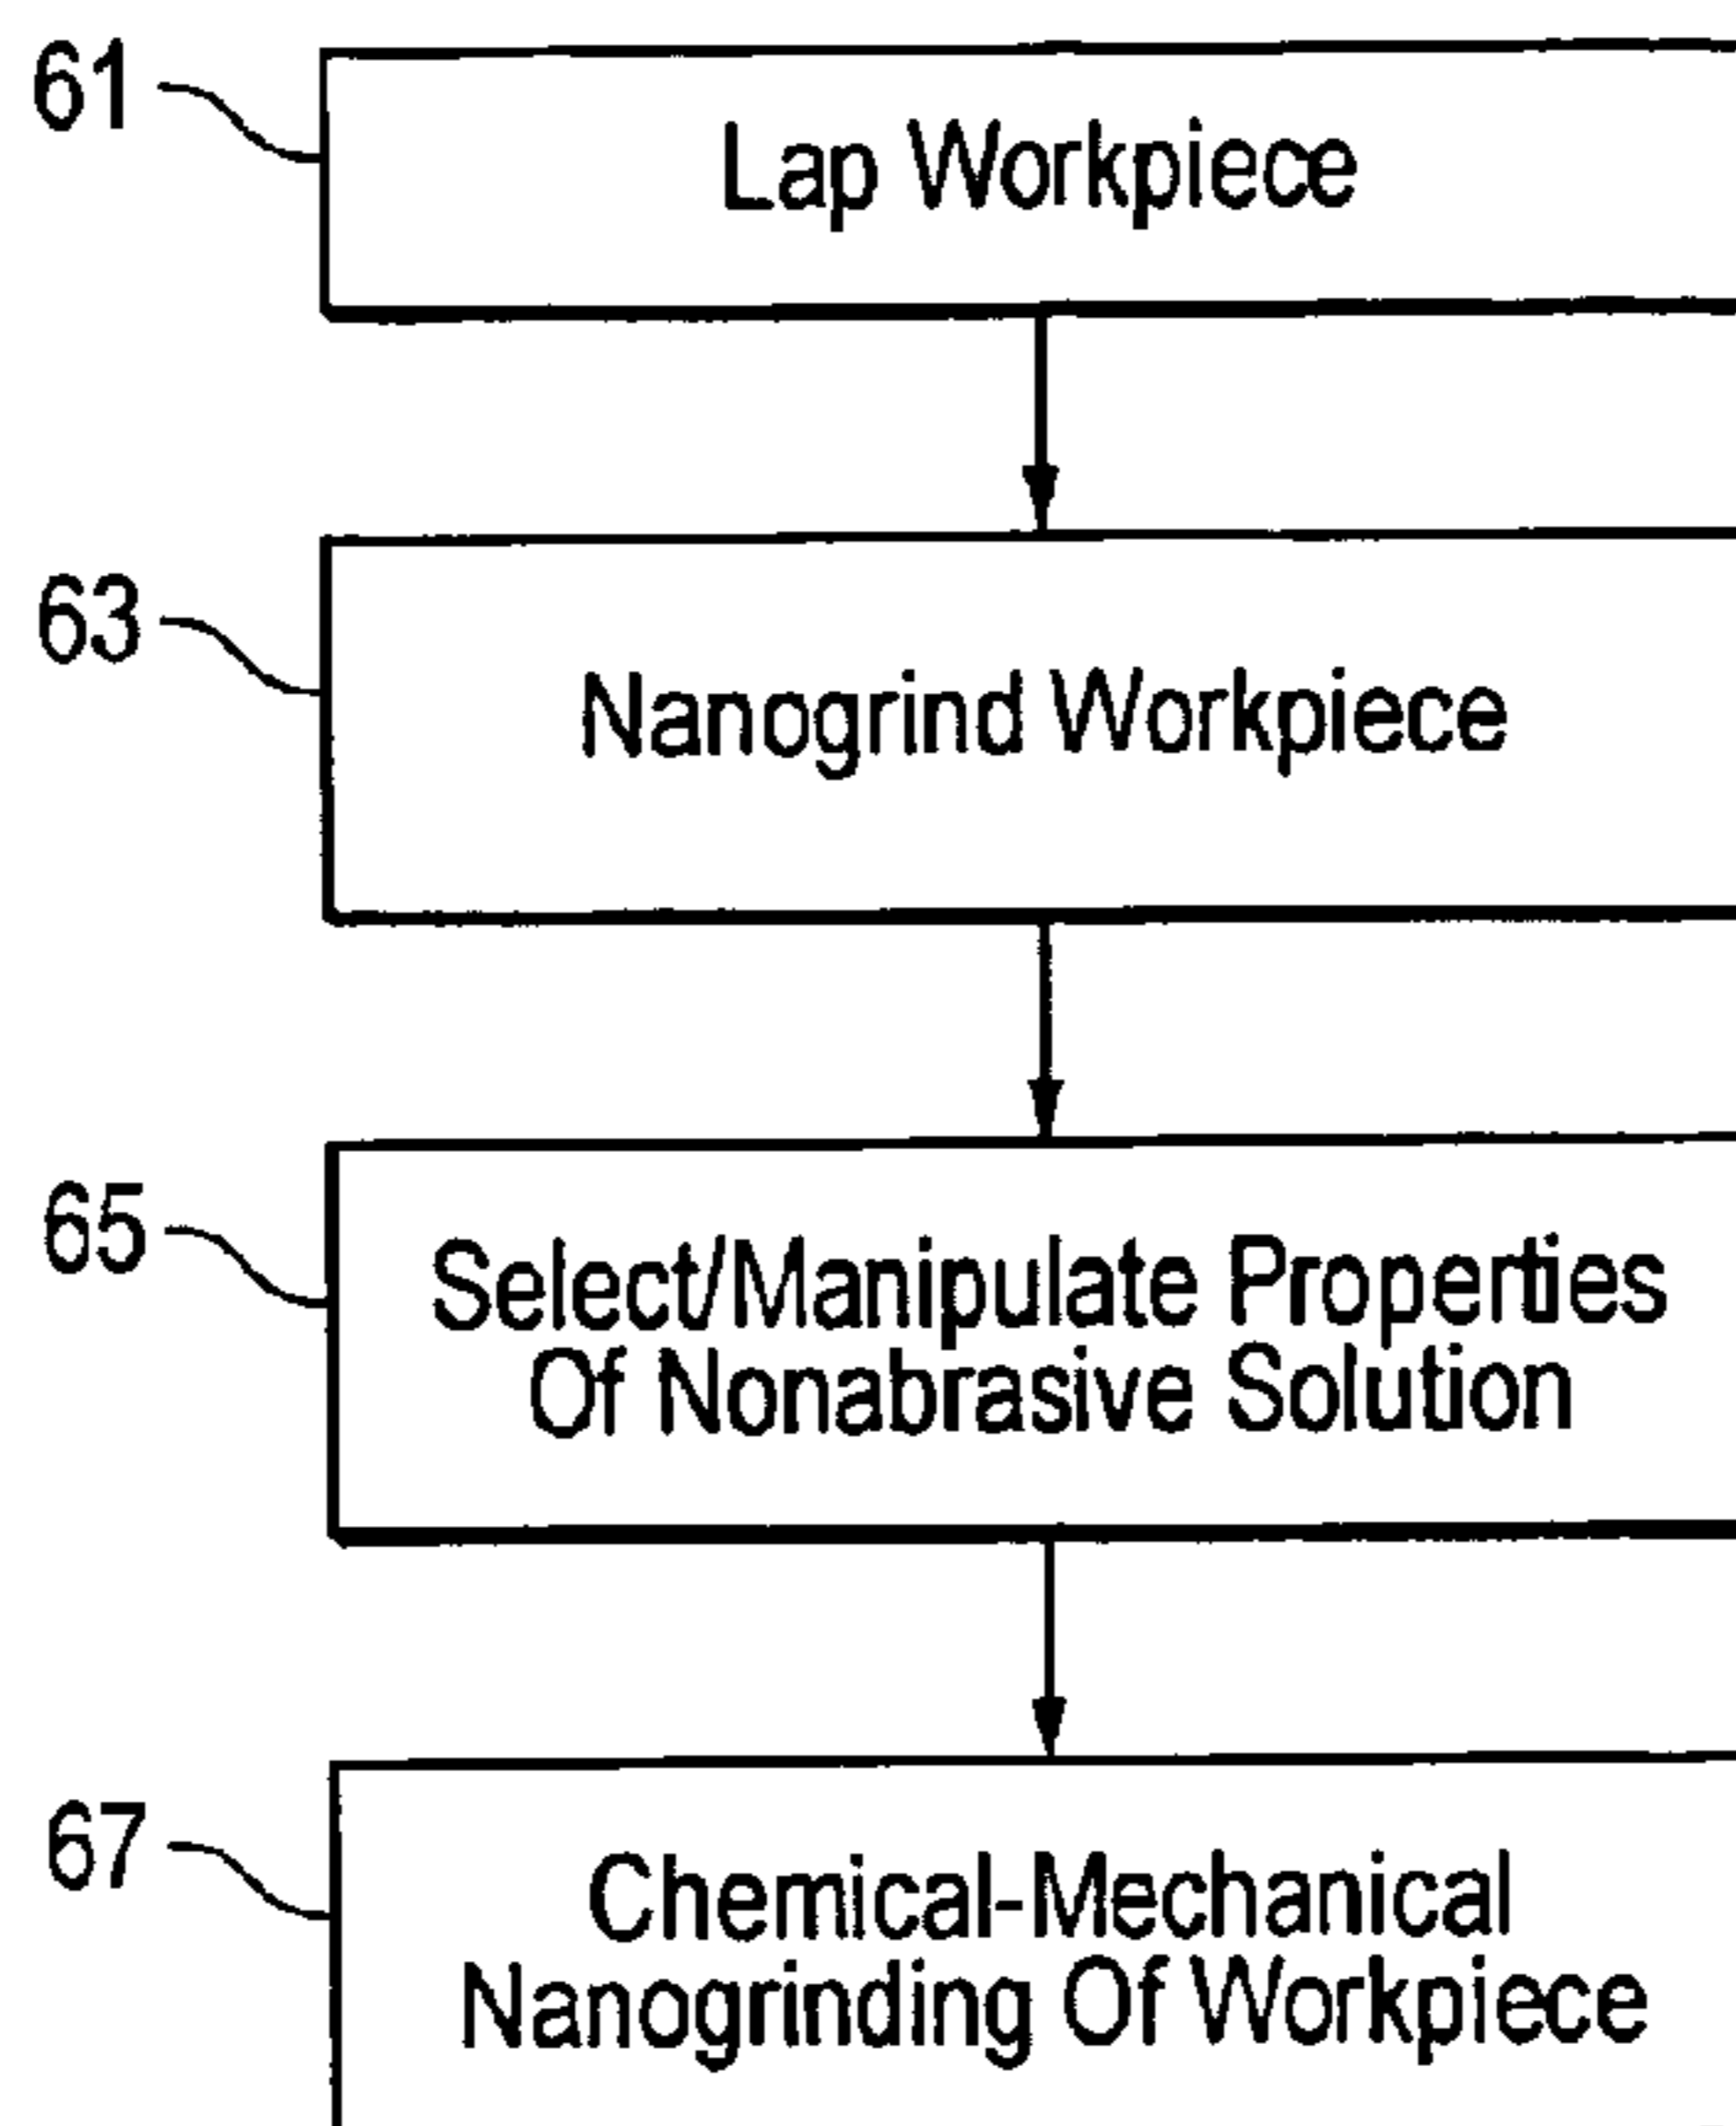 61
Lap Workpiece
63
Nanogrind Workpiece
65
Select/Manipulate Properties
Of Nonabrasive Solution
67
Chemical-Mechanical
Nanogrinding Of Workpiece